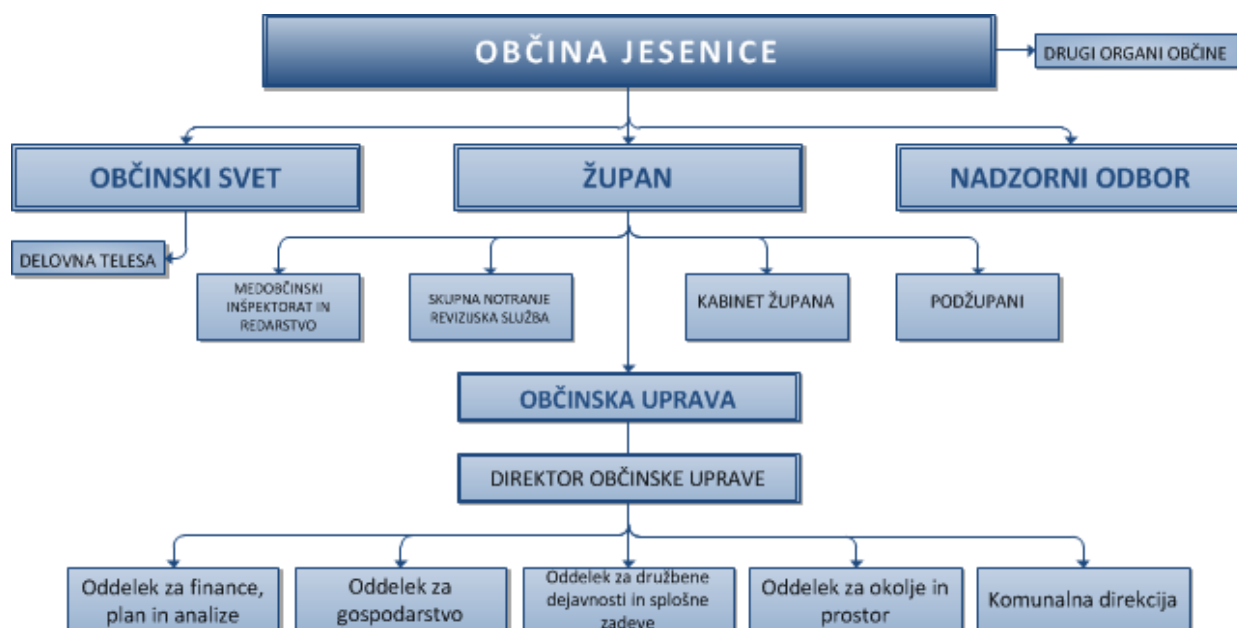 OBČINA JESENICE
DRUGI ORGANI OBČINE
OBČINSKI SVET
ŽUPAN
NADZORNI ODBOR
DELOVNA TELESA
MEDOBČINSKI
INŠPEKTORAT IN
REDARSTVO
SKUPNA NOTRANJE
REVIZIJSKA SLUŽBA
KABINET ŽUPANA
PODŽUPANI
OBČINSKA UPRAVA
DIREKTOR OBČINSKE UPRAVE
Oddelek za finance,
plan in analize
Oddelek za
gospodarstvo
Oddelek za družbene
dejavnosti in splošne
zadeve
Oddelek za okolje in
prostor
Komunalna direkcija